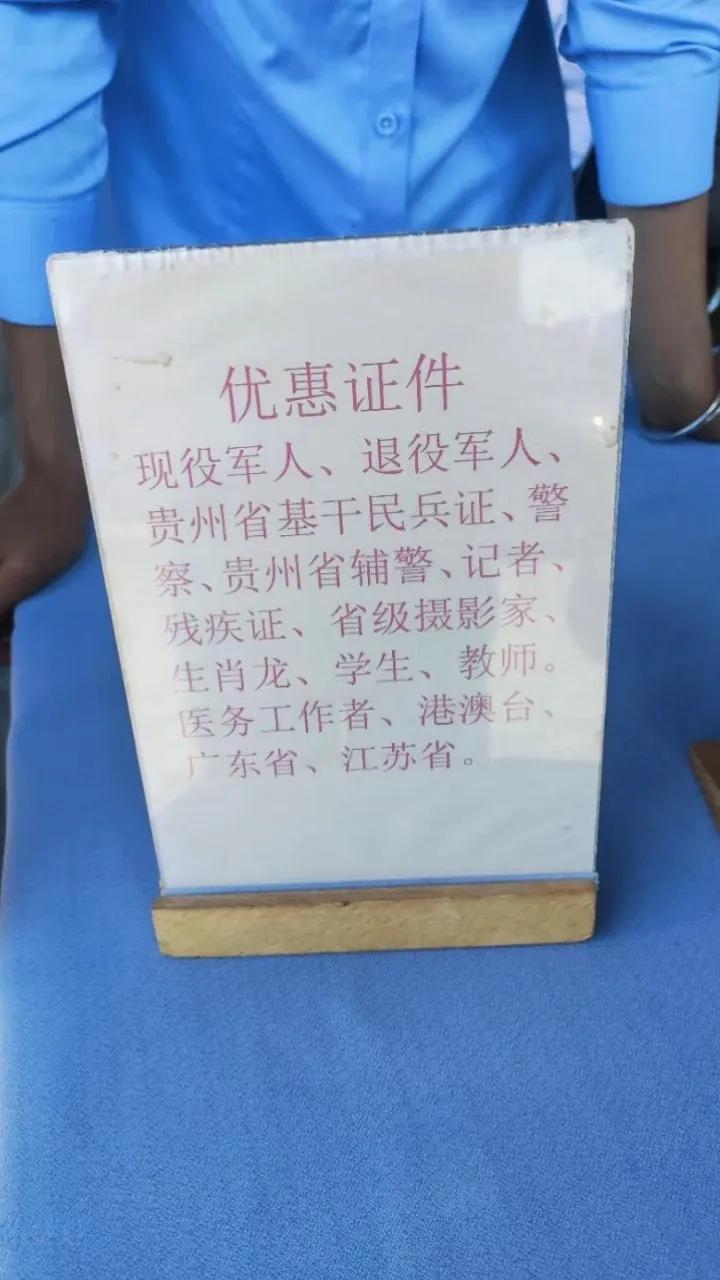 优惠证件
现役军人、退役军人、
贵州省基干民兵证、警
察、贵州省辅警、记者、
残疾证、省级摄影家、
生肖龙、学生、教师。
医务工作者、港澳台、
广东省、江苏省。